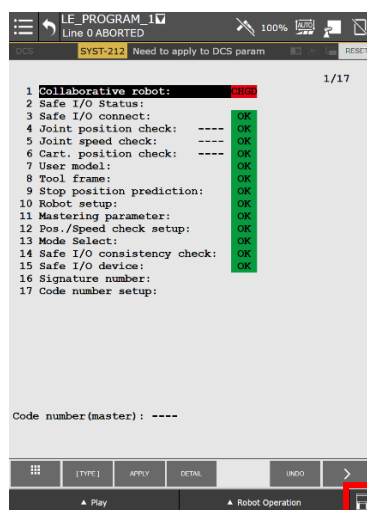 LE_PROGRAM_1
Line 0 ABORTED
100%
AUTO
DCS
SYST-212 Need to apply to DCS param
RESET
1/17
1 Collaborative robot: CHGD
2 Safe I/O Status:
3 Safe I/O connect: OK
4 Joint position check: ---- OK
5 Joint speed check: ---- OK
6 Cart. position check: ---- OK
7 User model: OK
8 Tool frame: OK
9 Stop position prediction: OK
10 Robot setup: OK
11 Mastering parameter: OK
12 Pos./Speed check setup: OK
13 Mode Select: OK
14 Safe I/O consistency check: OK
15 Safe I/O device: OK
16 Signature number:
17 Code number setup:
Code number(master): ----
[TYPE] APPLY DETAIL UNDO >
▲ Play ▲ Robot Operation